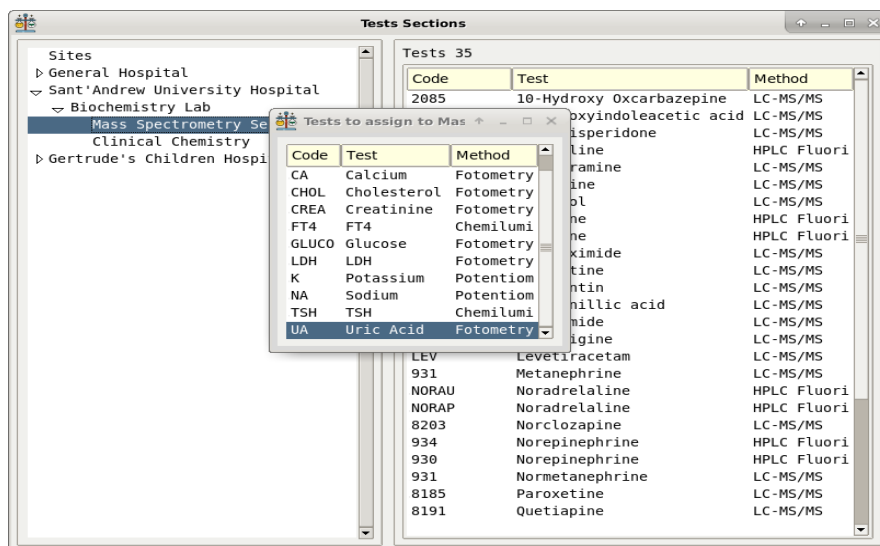 Tests Sections
Sites
General Hospital
Sant'Andrew University Hospital
Biochemistry Lab
Mass Spectrometry Se
Clinical Chemistry
Gertrude's Children Hospi
Tests to assign to Mas
Code Test Method
CA Calcium Fotometry
CHOL Cholesterol Fotometry
CREA Creatinine Fotometry
FT4 FT4 Chemilumi
GLUCO Glucose Fotometry
LDH LDH Fotometry
K Potassium Potentiom
NA Sodium Potentiom
TSH TSH Chemilumi
UA Uric Acid Fotometry
Tests 35
Code Test Method
2085 10-Hydroxy Oxcarbazepine LC-MS/MS
oxyindoleacetic acid LC-MS/MS
isperidone LC-MS/MS
line HPLC Fluori
ramine LC-MS/MS
ine LC-MS/MS
ol LC-MS/MS
ne HPLC Fluori
ne HPLC Fluori
ximide LC-MS/MS
tine LC-MS/MS
ntin LC-MS/MS
nillic acid LC-MS/MS
mide LC-MS/MS
igine LC-MS/MS
LEV Levetiracetam LC-MS/MS
931 Metanephrine LC-MS/MS
NORAU Noradrelaline HPLC Fluori
NORAP Noradrelaline HPLC Fluori
8203 Norclozapine LC-MS/MS
934 Norepinephrine HPLC Fluori
930 Norepinephrine HPLC Fluori
931 Normetanephrine LC-MS/MS
8185 Paroxetine LC-MS/MS
8191 Quetiapine LC-MS/MS